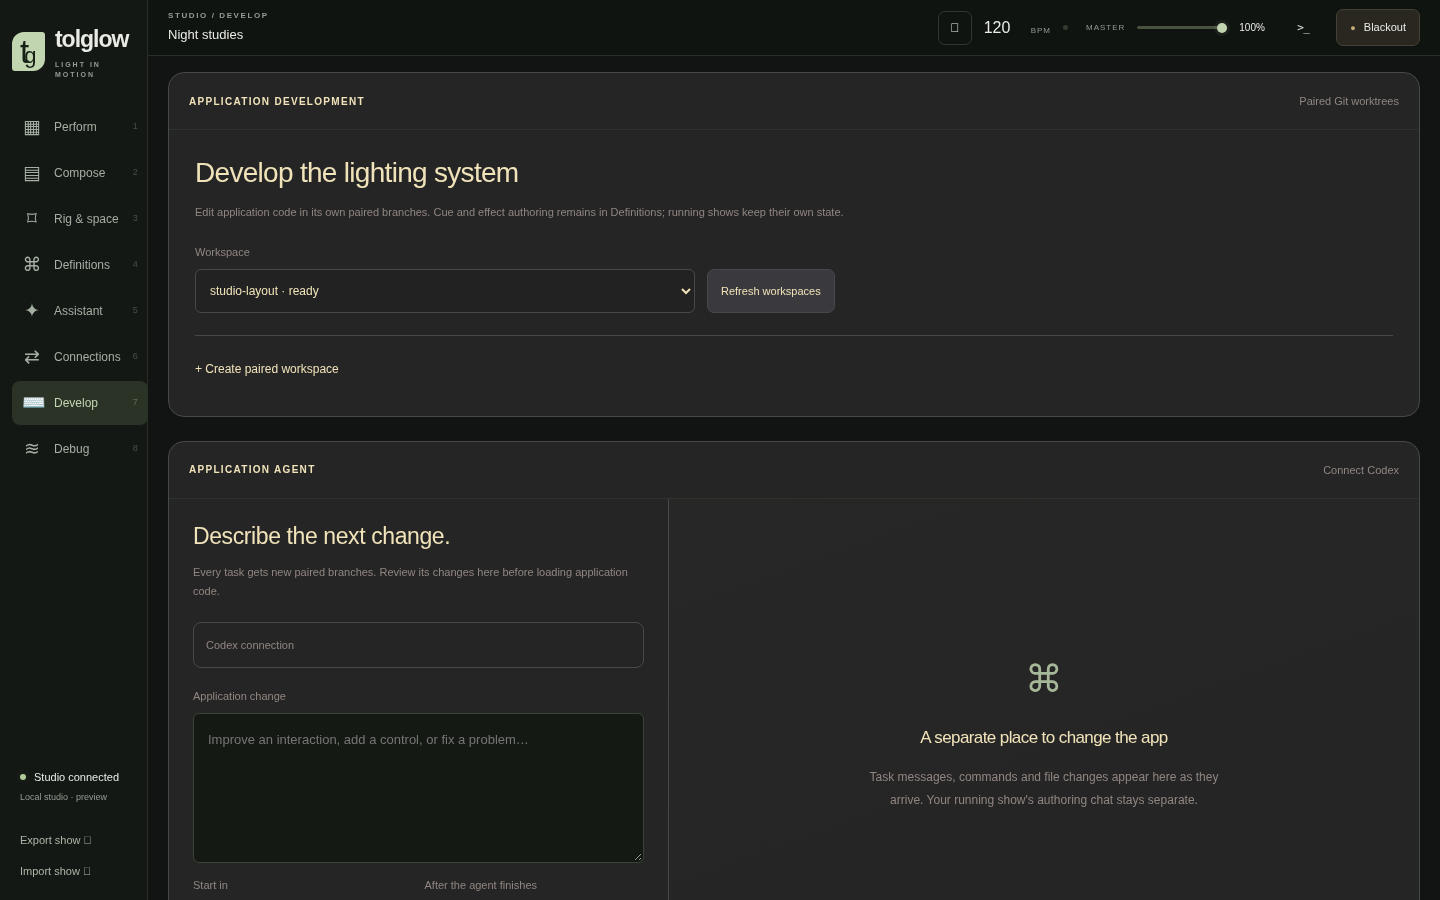 tg
tolglow
LIGHT IN
MOTION
Perform 1
Compose 2
Rig & space 3
Definitions 4
Assistant 5
Connections 6
Develop 7
Debug 8
Studio connected
Local studio · preview
Export show
Import show
STUDIO / DEVELOP
Night studies
120 BPM
MASTER 100%
>_
Blackout
APPLICATION DEVELOPMENT
Paired Git worktrees
Develop the lighting system
Edit application code in its own paired branches. Cue and effect authoring remains in Definitions; running shows keep their own state.
Workspace
studio-layout · ready
Refresh workspaces
+ Create paired workspace
APPLICATION AGENT
Connect Codex
Describe the next change.
Every task gets new paired branches. Review its changes here before loading application
code.
Codex connection
Application change
Improve an interaction, add a control, or fix a problem…
Start in
After the agent finishes
A separate place to change the app
Task messages, commands and file changes appear here as they
arrive. Your running show's authoring chat stays separate.